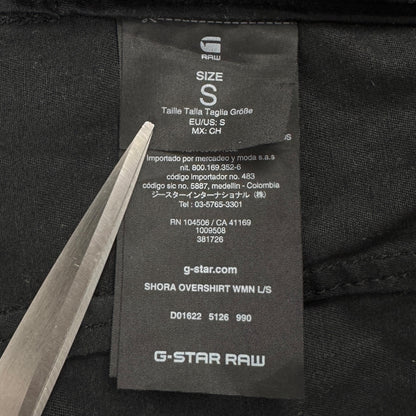 RAW
SIZE
S
Taille Talla Taglia Größe
EU/US: S
MX: CH
Importado por mercadeo y moda s.a.s
nit. 800.169.352-6
código importador no. 483
código sic no. 5887, medellin - Colombia
ジースターインターナショナル (株)
Tel: 03-5765-3301
RN 104506 / CA 41169
1009508
381726
g-star.com
SHORA OVERSHIRT WMN L/S
D01622 5126 990
G-STAR RAW